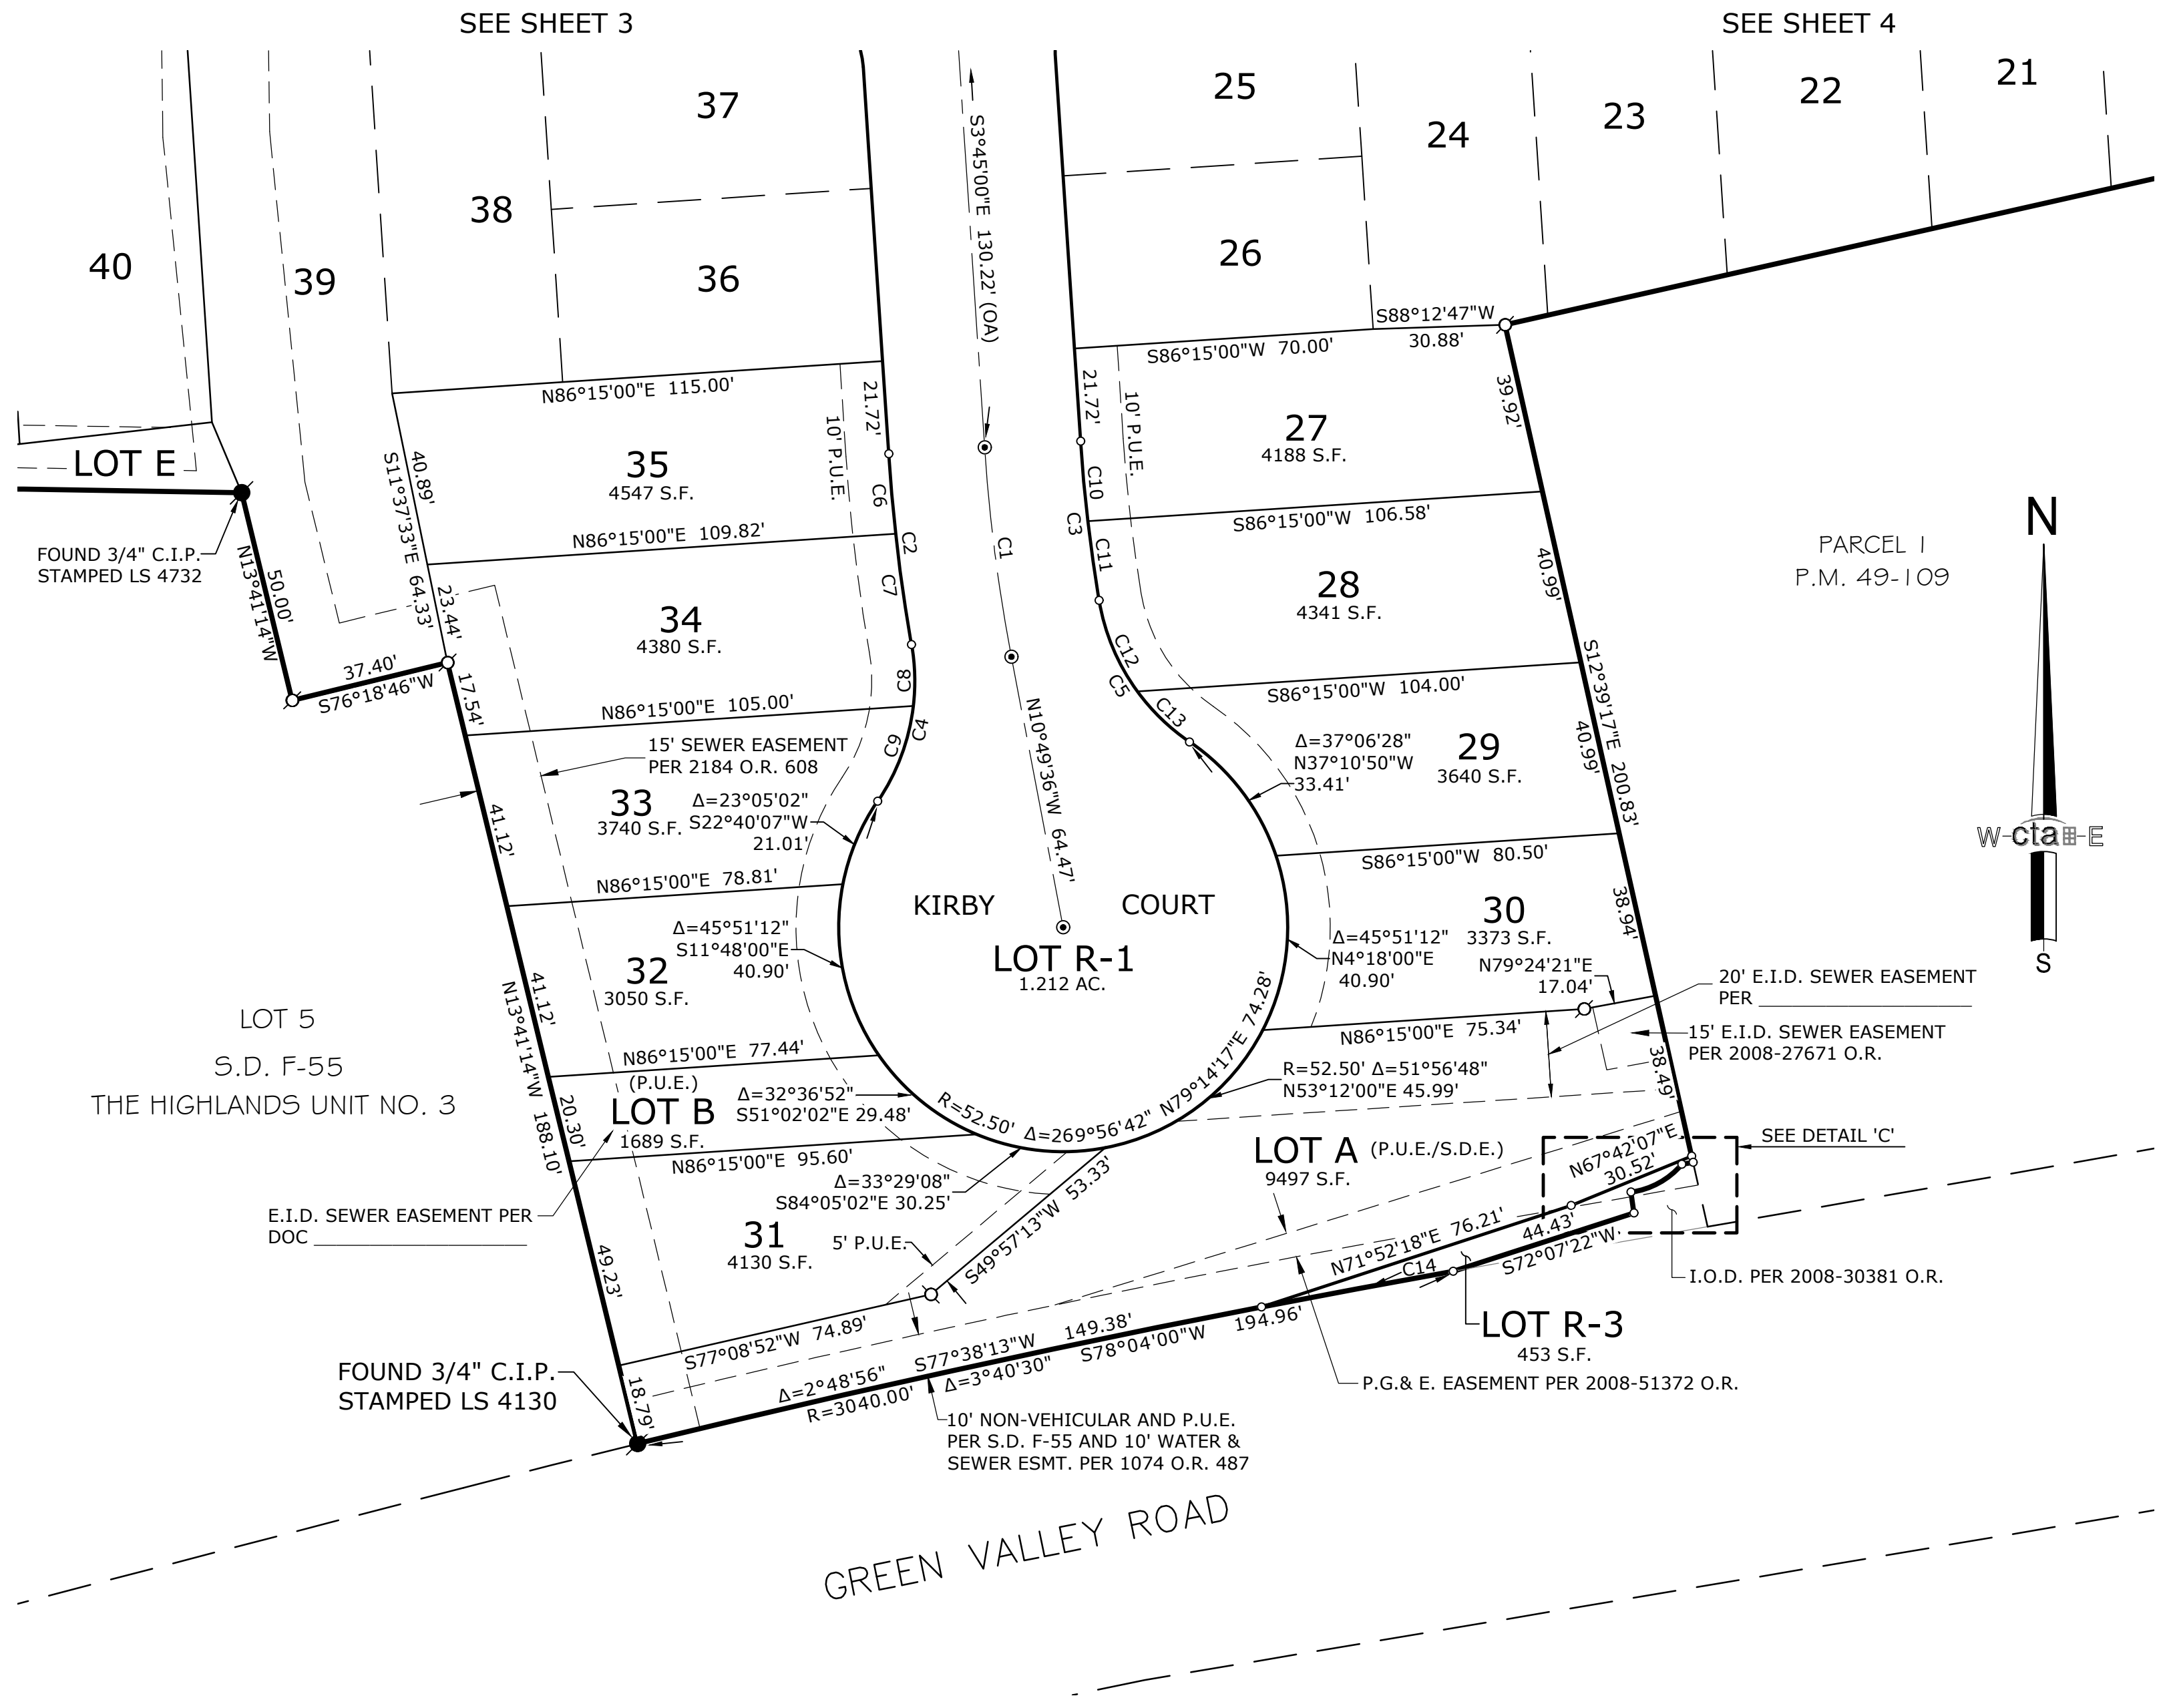 SEE SHEET 3
SEE SHEET 4
37
38
36
39
40
25
24
23
22
21
26
S3°45'00"E 130.22' (OA)
S88°12'47"W
30.88'
S86°15'00"W 70.00'
N86°15'00"E 115.00'
21.72'
10' P.U.E.
21.72'
10' P.U.E.
39.92'
LOT E
40.89'
S11°37'33"E 64.33'
35
4547 S.F.
27
4188 S.F.
C6
C10
N86°15'00"E 109.82'
S86°15'00"W 106.58'
C2
C3
C1
C7
C11
FOUND 3/4" C.I.P.
STAMPED LS 4732
50.00'
N13°41'14"W
23.44'
40.99'
PARCEL 1
P.M. 49-109
N
34
4380 S.F.
28
4341 S.F.
37.40'
S76°18'46"W
17.54'
C8
C12
C5
N86°15'00"E 105.00'
S86°15'00"W 104.00'
C4
C9
C13
N10°49'36"W 64.47'
S12°39'17"E 200.83'
40.99'
15' SEWER EASEMENT
PER 2184 O.R. 608
Δ=37°06'28"
N37°10'50"W
33.41'
29
3640 S.F.
33
3740 S.F.
Δ=23°05'02"
S22°40'07"W
21.01'
41.12'
W
cta
E
N86°15'00"E 78.81'
S86°15'00"W 80.50'
KIRBY COURT
LOT R-1
1.212 AC.
Δ=45°51'12"
S11°48'00"E
40.90'
32
3050 S.F.
30
3373 S.F.
38.94'
Δ=45°51'12"
N4°18'00"E
40.90'
N79°24'21"E
17.04'
20' E.I.D. SEWER EASEMENT
PER ____________________
S
41.12'
N13°41'14"W 188.10'
LOT 5
S.D. F-55
THE HIGHLANDS UNIT NO. 3
N86°15'00"E 75.34'
15' E.I.D. SEWER EASEMENT
PER 2008-27671 O.R.
38.49'
N86°15'00"E 77.44'
(P.U.E.)
LOT B
1689 S.F.
Δ=32°36'52"
S51°02'02"E 29.48'
R=52.50' Δ=269°56'42" N79°14'17"E 74.28'
R=52.50' Δ=51°56'48"
N53°12'00"E 45.99'
20.30'
N86°15'00"E 95.60'
LOT A (P.U.E./S.D.E.)
9497 S.F.
SEE DETAIL 'C'
N67°42'07"E
30.52'
Δ=33°29'08"
S84°05'02"E 30.25'
E.I.D. SEWER EASEMENT PER
DOC ____________________
31
4130 S.F.
5' P.U.E.
S49°57'13"W 53.33'
49.23'
N71°52'18"E 76.21'
44.43'
S72°07'22"W
C14
I.O.D. PER 2008-30381 O.R.
S77°08'52"W 74.89'
LOT R-3
453 S.F.
FOUND 3/4" C.I.P.
STAMPED LS 4130
18.79'
Δ=2°48'56" S77°38'13"W 149.38'
R=3040.00' Δ=3°40'30" S78°04'00"W 194.96'
P.G.& E. EASEMENT PER 2008-51372 O.R.
10' NON-VEHICULAR AND P.U.E.
PER S.D. F-55 AND 10' WATER &
SEWER ESMT. PER 1074 O.R. 487
GREEN VALLEY ROAD